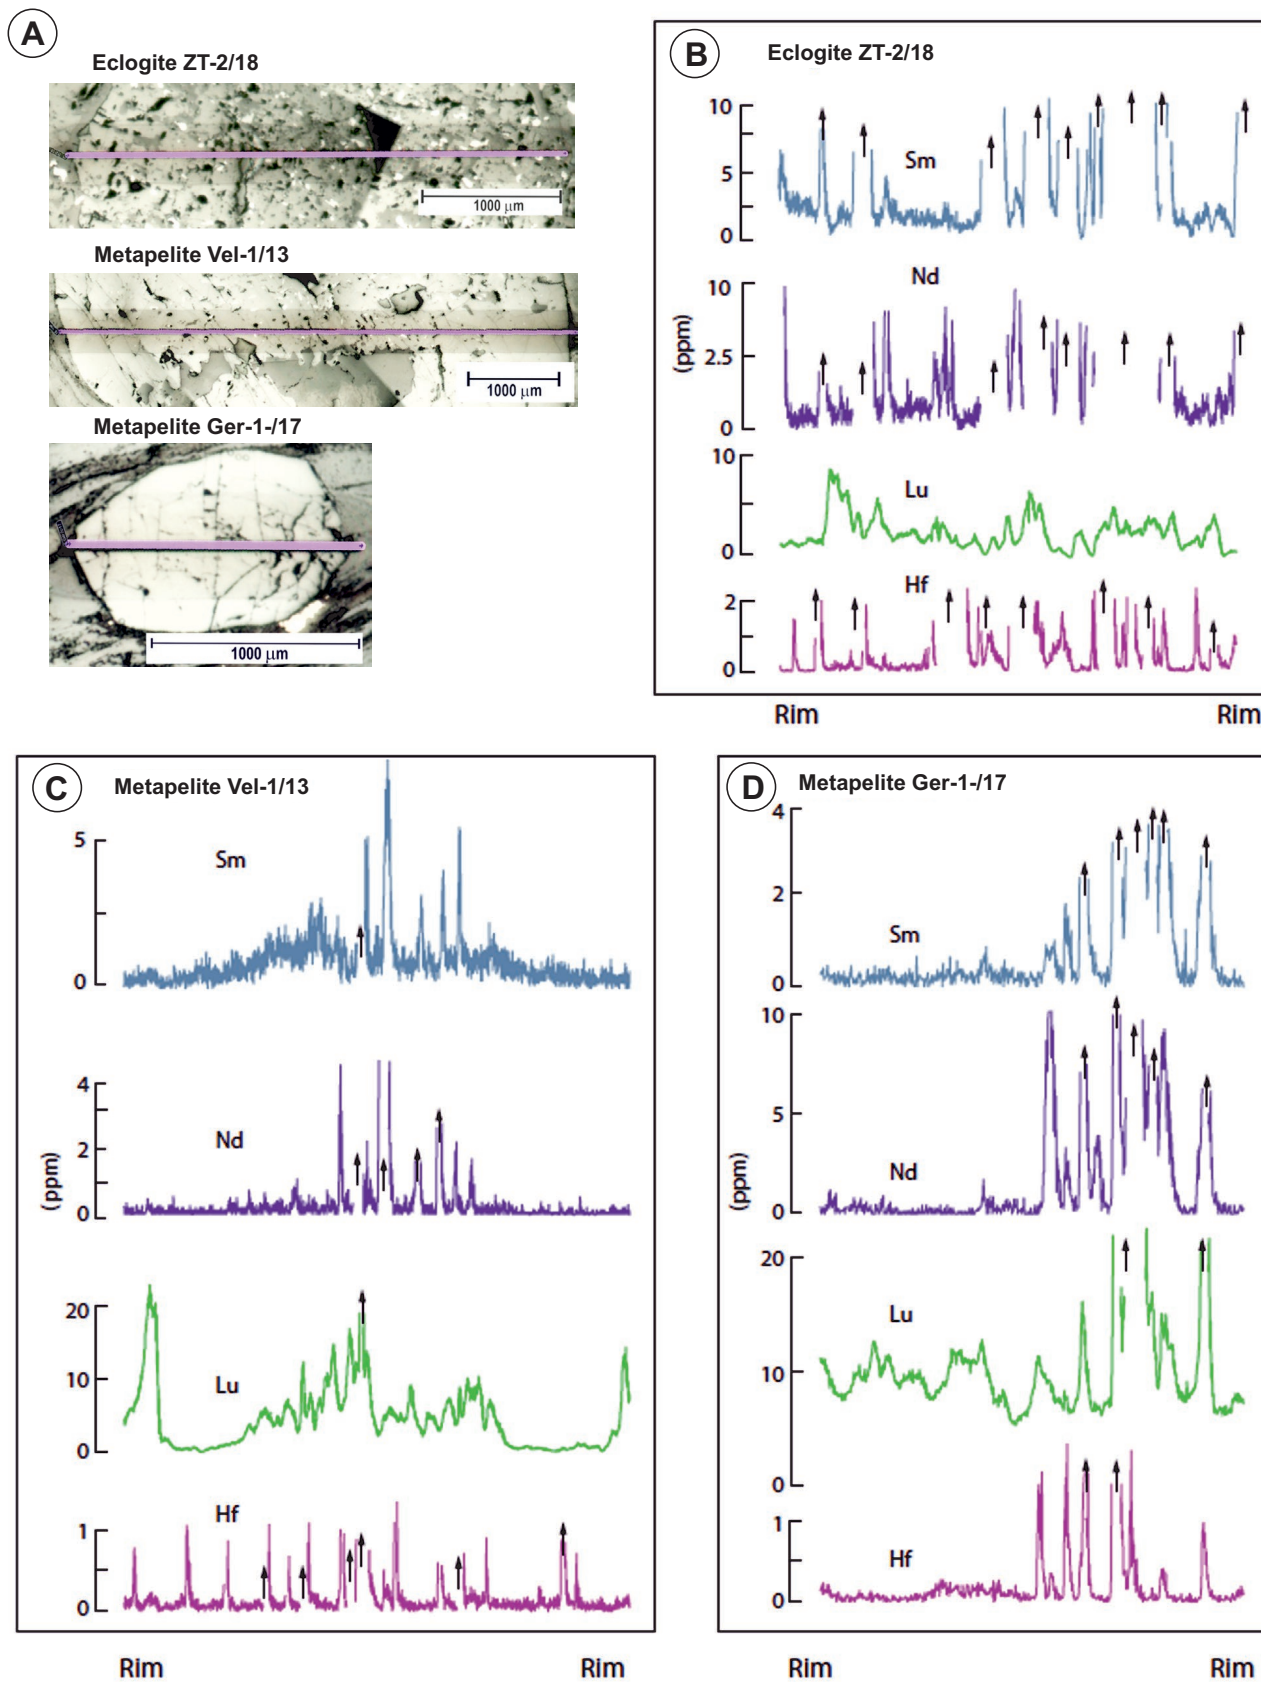 A
Eclogite ZT-2/18
1000 μm
Metapelite Vel-1/13
1000 μm
Metapelite Ger-1-/17
1000 μm
B
Eclogite ZT-2/18
10
5
0
Sm
(ppm)
10
2.5
0
Nd
10
0
Lu
2
0
Hf
Rim
Rim
C
Metapelite Vel-1/13
5
0
Sm
(ppm)
4
2
0
Nd
20
10
0
Lu
1
0
Hf
Rim
Rim
D
Metapelite Ger-1-/17
4
2
0
Sm
(ppm)
10
5
0
Nd
20
10
0
Lu
1
0
Hf
Rim
Rim